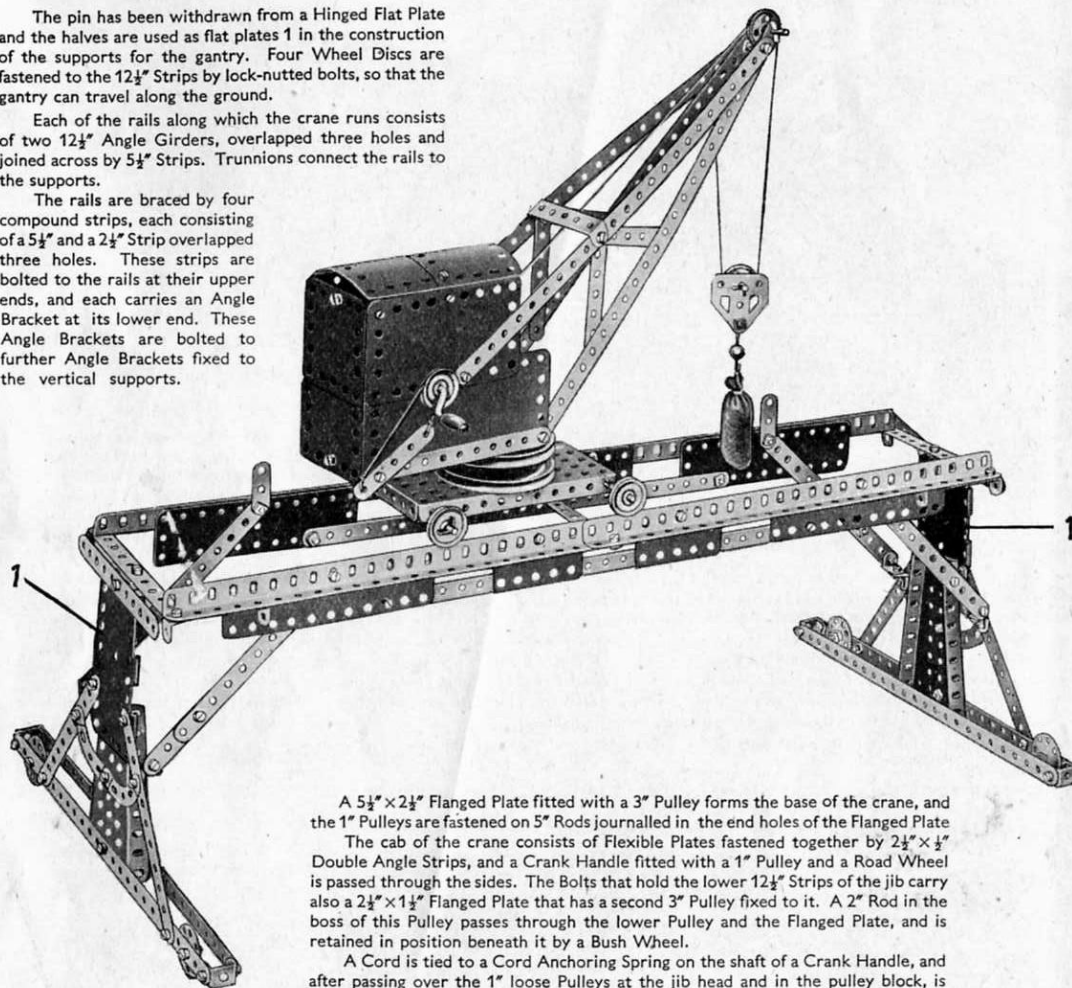 The pin has been withdrawn from a Hinged Flat Plate
and the halves are used as flat plates 1 in the construction
of the supports for the gantry. Four Wheel Discs are
fastened to the 12½″ Strips by lock-nutted bolts, so that the
gantry can travel along the ground.
Each of the rails along which the crane runs consists
of two 12½″ Angle Girders, overlapped three holes and
joined across by 5½″ Strips. Trunnions connect the rails to
the supports.
The rails are braced by four
compound strips, each consisting
of a 5½″ and a 2½″ Strip overlapped
three holes. These strips are
bolted to the rails at their upper
ends, and each carries an Angle
Bracket at its lower end. These
Angle Brackets are bolted to
further Angle Brackets fixed to
the vertical supports.
1
1
A 5½″ × 2½″ Flanged Plate fitted with a 3″ Pulley forms the base of the crane, and
the 1″ Pulleys are fastened on 5″ Rods journalled in the end holes of the Flanged Plate
The cab of the crane consists of Flexible Plates fastened together by 2½″ × ½″
Double Angle Strips, and a Crank Handle fitted with a 1″ Pulley and a Road Wheel
is passed through the sides. The Bolts that hold the lower 12½″ Strips of the jib carry
also a 2½″ × 1½″ Flanged Plate that has a second 3″ Pulley fixed to it. A 2″ Rod in the
boss of this Pulley passes through the lower Pulley and the Flanged Plate, and is
retained in position beneath it by a Bush Wheel.
A Cord is tied to a Cord Anchoring Spring on the shaft of a Crank Handle, and
after passing over the 1″ loose Pulleys at the jib head and in the pulley block, is